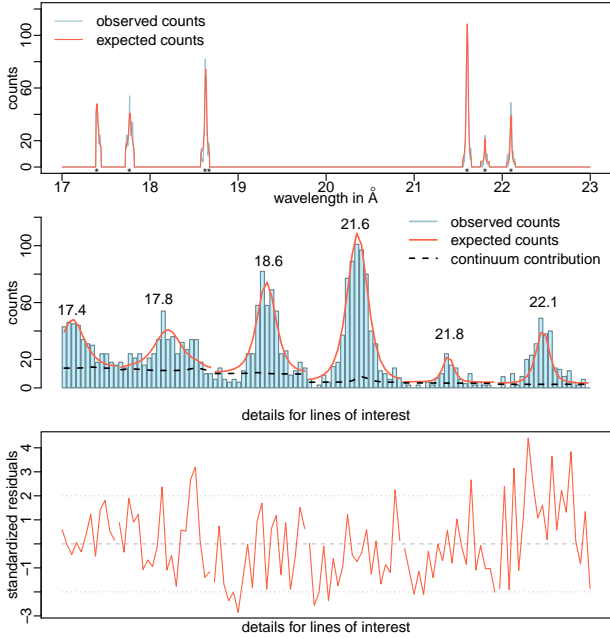 observed counts
expected counts
counts
0 20 60 100
* * ** * * *
17 18 19 20 21 22 23
wavelength in Å
observed counts
expected counts
continuum contribution
17.4 17.8 18.6 21.6 21.8 22.1
counts
0 20 60 100
details for lines of interest
standardized residuals
-3 -1 1 2 4
details for lines of interest